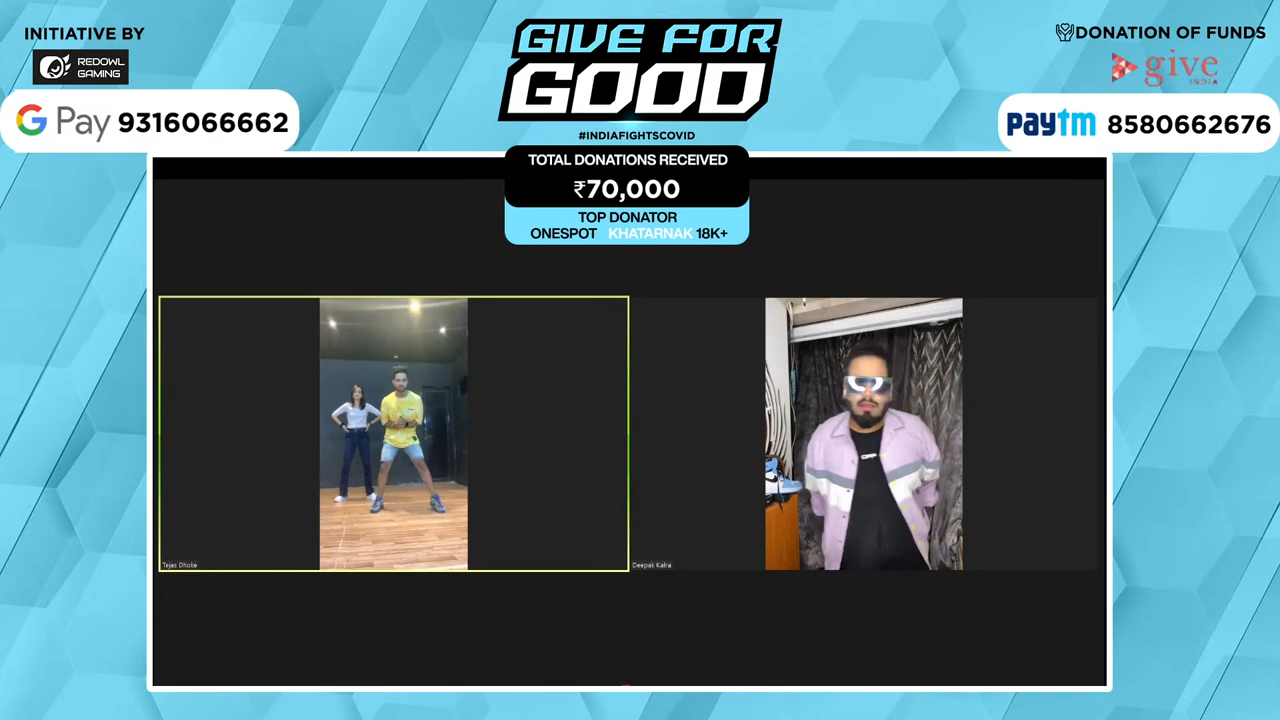 INITIATIVE BY
REDOWL
GAMING
G Pay 9316066662
GIVE FOR
GOOD
#INDIAFIGHTSCOVID
TOTAL DONATIONS RECEIVED
₹70,000
TOP DONATOR
ONESPOT KHATARNAK 18K+
DONATION OF FUNDS
give
INDIA
paytm 8580662676
Tejas Dhoke
Deepak Kalra